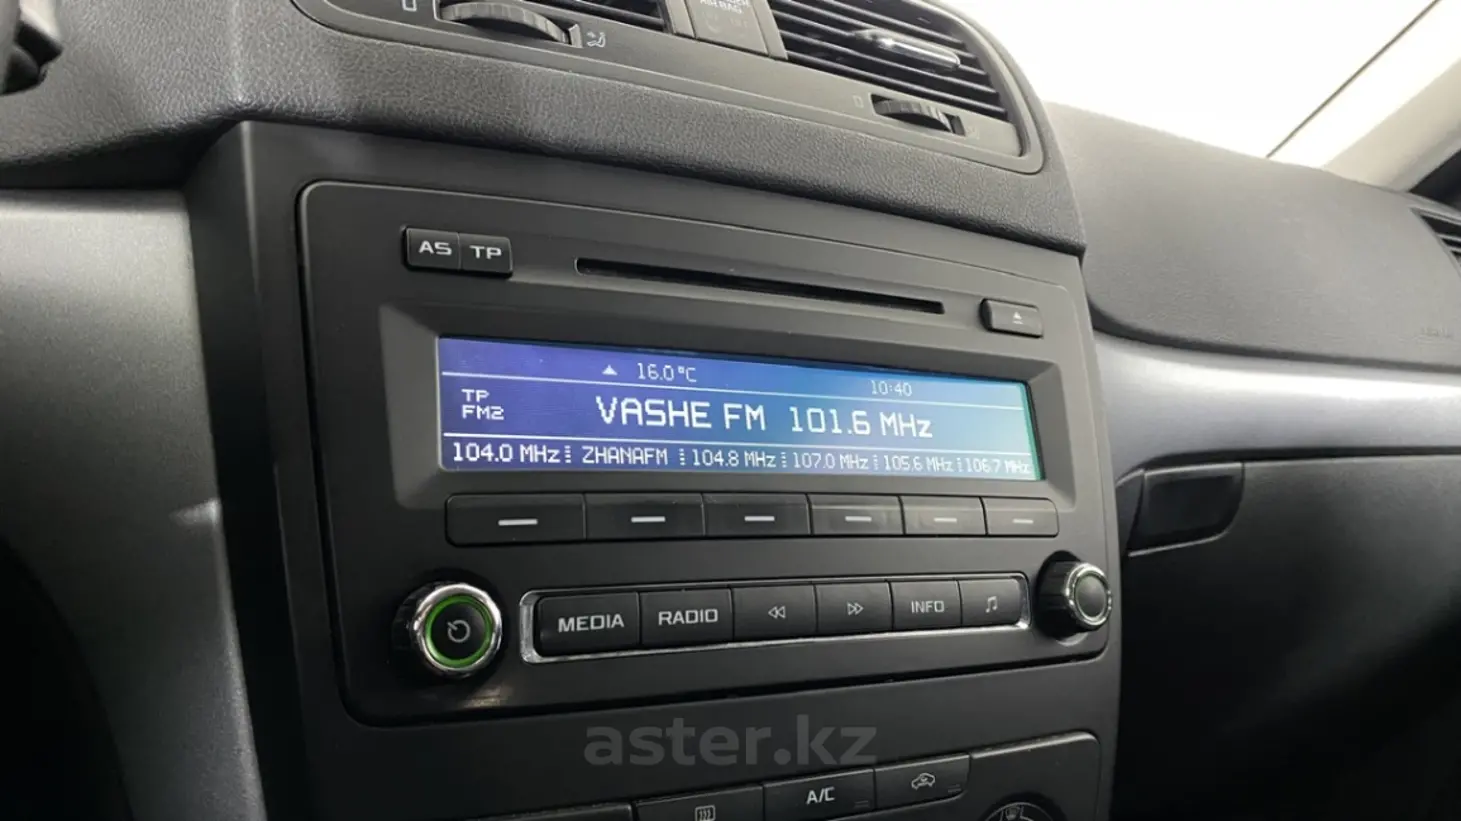 AIRBAG
AS TP
16.0°C 10:40
TP
FM2
VASHE FM 101.6 MHz
104.0 MHz ZHANAFM 104.8 MHz 107.0 MHz 105.6 MHz 106.7 MHz
MEDIA RADIO INFO
aster.kz
A/C